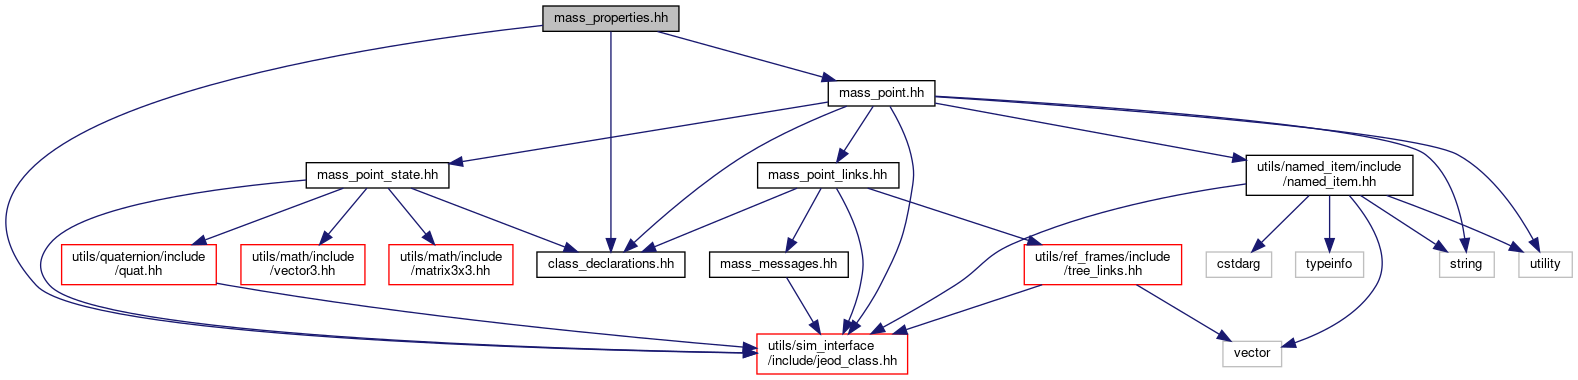 mass_properties.hh
mass_point.hh
mass_point_state.hh
mass_point_links.hh
utils/named_item/include
/named_item.hh
utils/quaternion/include
/quat.hh
utils/math/include
/vector3.hh
utils/math/include
/matrix3x3.hh
class_declarations.hh
mass_messages.hh
utils/ref_frames/include
/tree_links.hh
cstdarg
typeinfo
string
utility
utils/sim_interface
/include/jeod_class.hh
vector